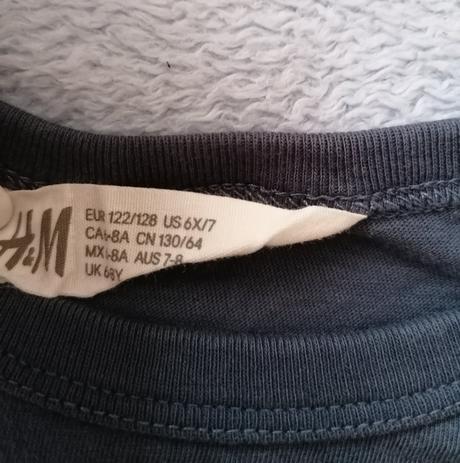 H&M
EUR 122/128 US 6X/7
CA 6-8A CN 130/64
MX 6-8A AUS 7-8
UK 6-8Y